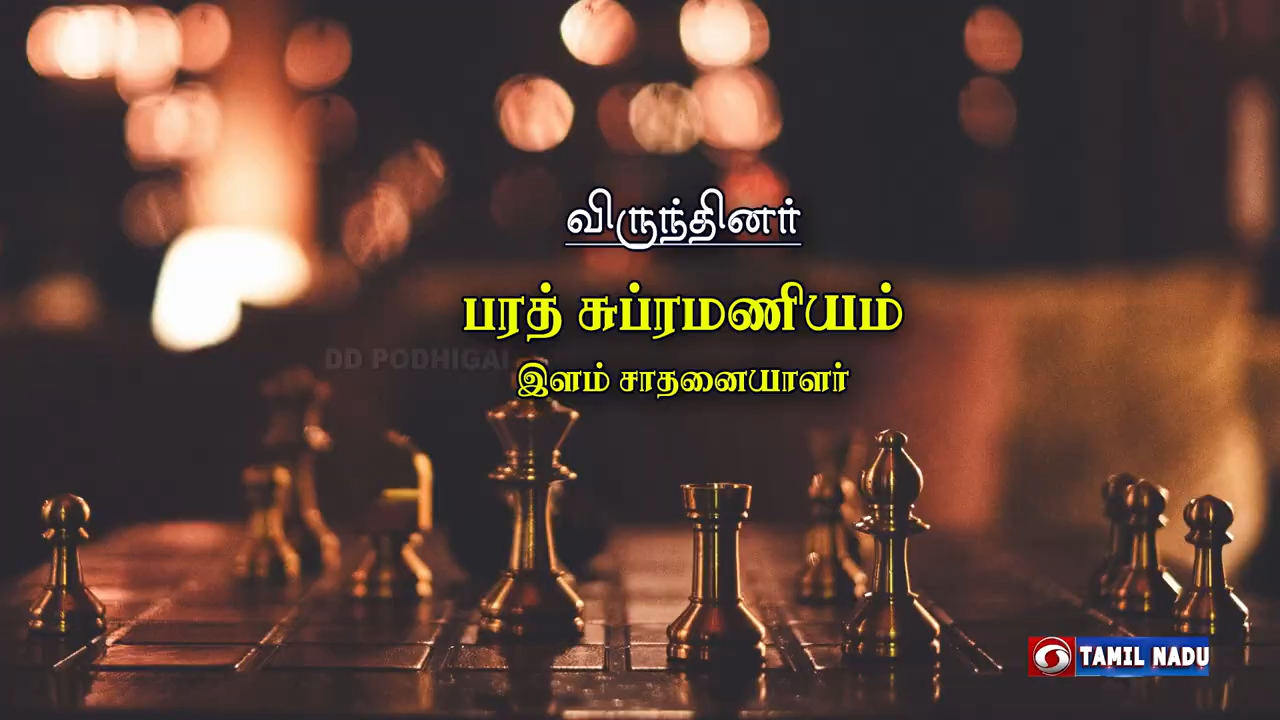 விருந்தினர்
பரத் சுப்ரமணியம்
DD PODHIGAI
இளம் சாதனையாளர்
TAMIL NADU